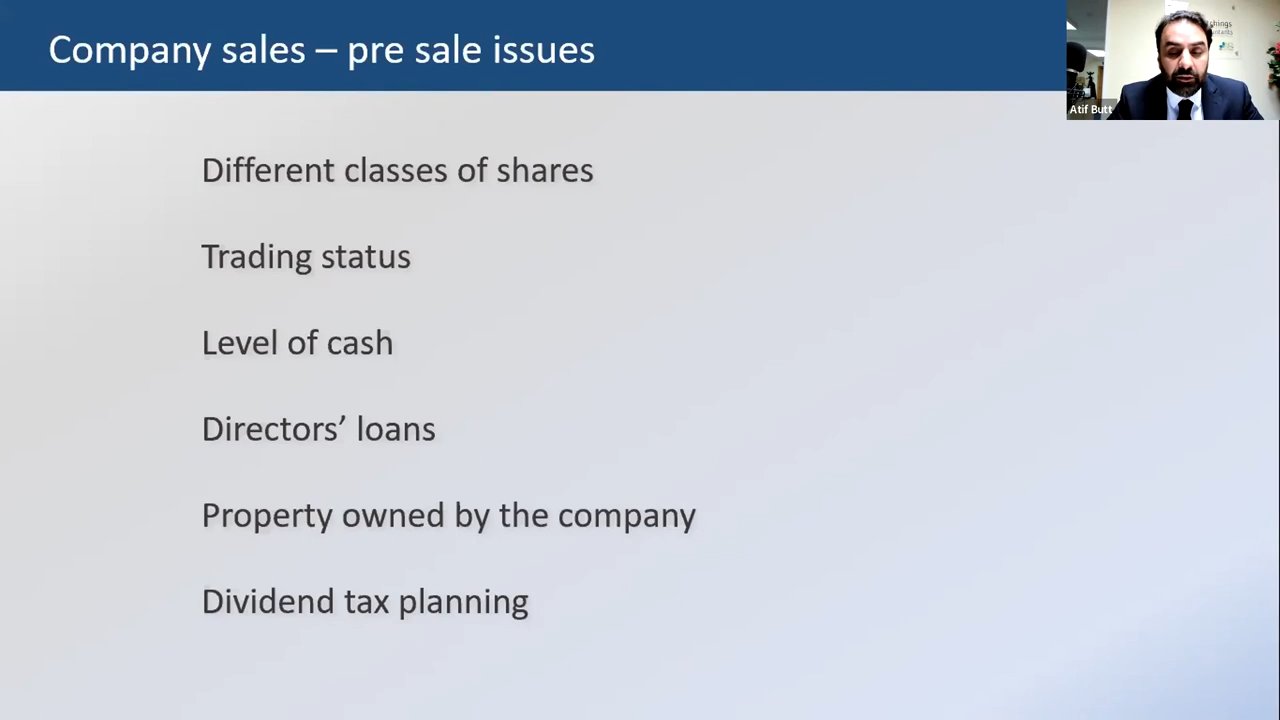 Company sales – pre sale issues
Atif Butt
Different classes of shares
Trading status
Level of cash
Directors’ loans
Property owned by the company
Dividend tax planning